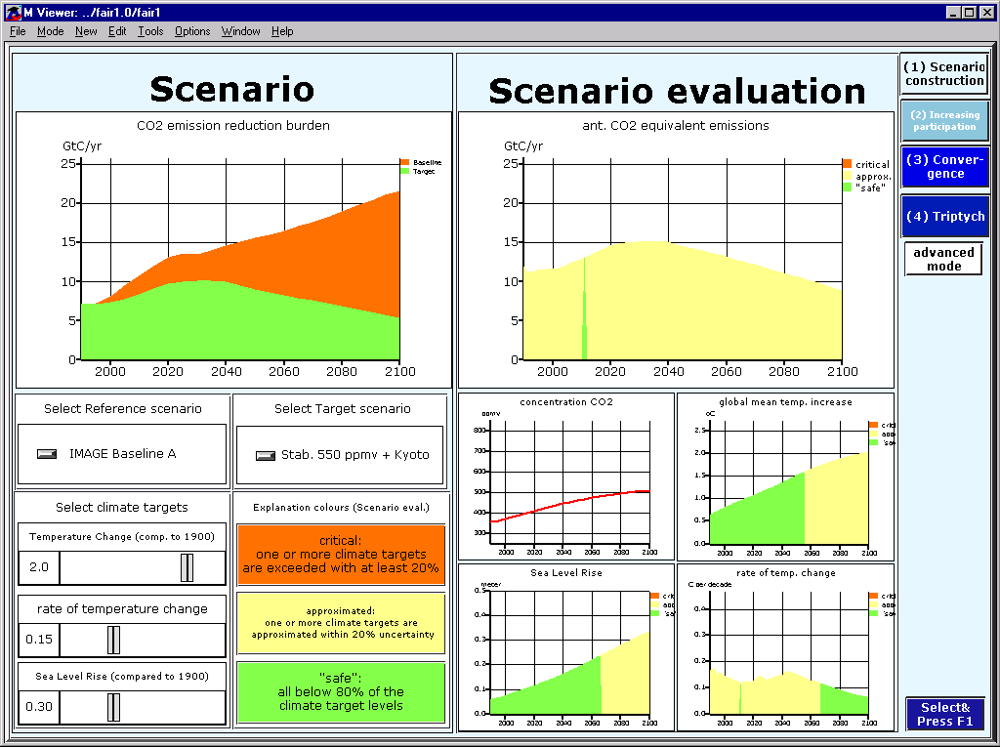 M Viewer: ../fair1.0/fair1
File Mode New Edit Tools Options Window Help
Scenario
CO2 emission reduction burden
GtC/yr
25
20
15
10
5
0
2000 2020 2040 2060 2080 2100
Baseline
Target
Select Reference scenario
IMAGE Baseline A
Select Target scenario
Stab. 550 ppmv + Kyoto
Select climate targets
Temperature Change (comp. to 1900)
2.0
rate of temperature change
0.15
Sea Level Rise (compared to 1900)
0.30
Explanation colours (Scenario eval.)
critical:
one or more climate targets
are exceeded with at least 20%
approximated:
one or more climate targets are
approximated within 20% uncertainty
"safe":
all below 80% of the
climate target levels
Scenario evaluation
ant. CO2 equivalent emissions
GtC/yr
25
20
15
10
5
0
2000 2020 2040 2060 2080 2100
critical
approx.
"safe"
concentration CO2
ppmv
800
700
600
500
400
300
2000 2020 2040 2060 2080 2100
global mean temp. increase
oC
2.5
2.0
1.5
1.0
0.5
0.0
2000 2020 2040 2060 2080 2100
Sea Level Rise
meter
0.5
0.4
0.3
0.2
0.1
0.0
2000 2020 2040 2060 2080 2100
rate of temp. change
C per decade
0.4
0.3
0.2
0.1
0.0
2000 2020 2040 2060 2080 2100
(1) Scenario
construction
(2) Increasing
participation
(3) Conver-
gence
(4) Triptych
advanced
mode
Select&
Press F1